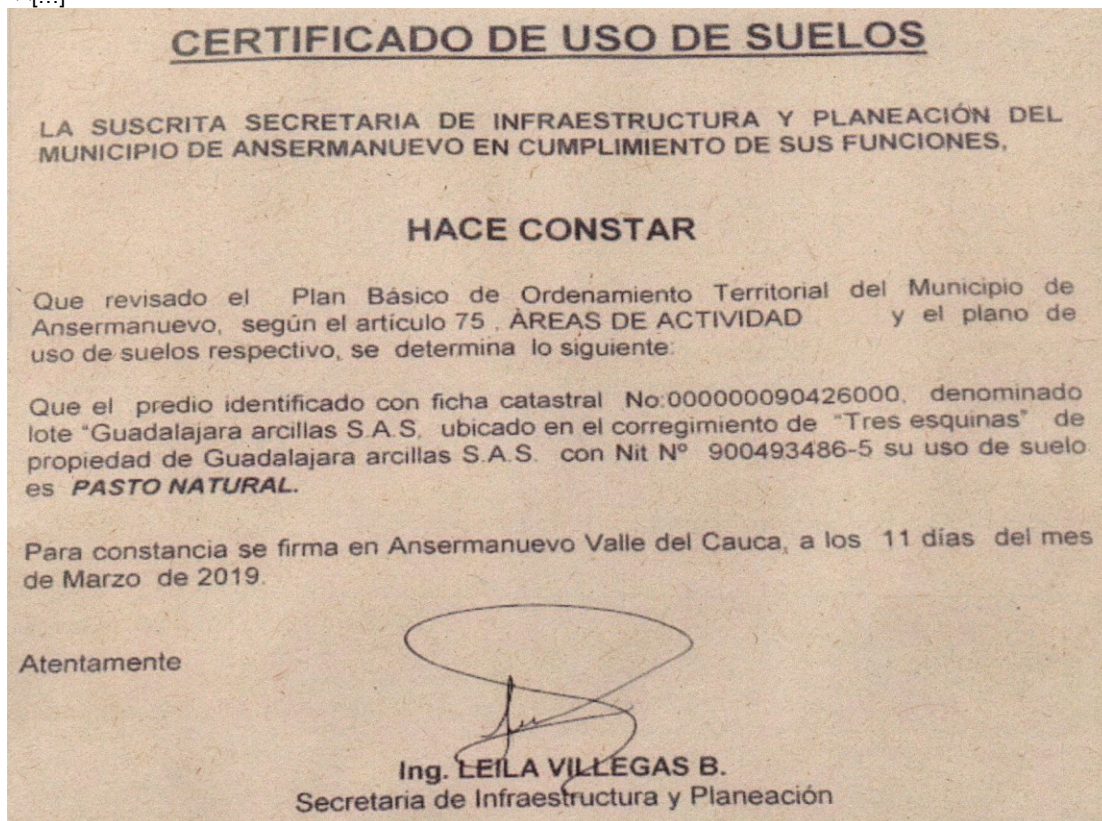 [...]
CERTIFICADO DE USO DE SUELOS
LA SUSCRITA SECRETARIA DE INFRAESTRUCTURA Y PLANEACIÓN DEL
MUNICIPIO DE ANSERMANUEVO EN CUMPLIMIENTO DE SUS FUNCIONES,
HACE CONSTAR
Que revisado el Plan Básico de Ordenamiento Territorial del Municipio de
Ansermanuevo, según el artículo 75 , ÀREAS DE ACTIVIDAD y el plano de
uso de suelos respectivo, se determina lo siguiente:
Que el predio identificado con ficha catastral No:000000090426000, denominado
lote “Guadalajara arcillas S.A.S, ubicado en el corregimiento de “Tres esquinas” de
propiedad de Guadalajara arcillas S.A.S. con Nit Nº 900493486-5 su uso de suelo
es PASTO NATURAL.
Para constancia se firma en Ansermanuevo Valle del Cauca, a los 11 días del mes
de Marzo de 2019.
Atentamente
Ing. LEILA VILLEGAS B.
Secretaria de Infraestructura y Planeación